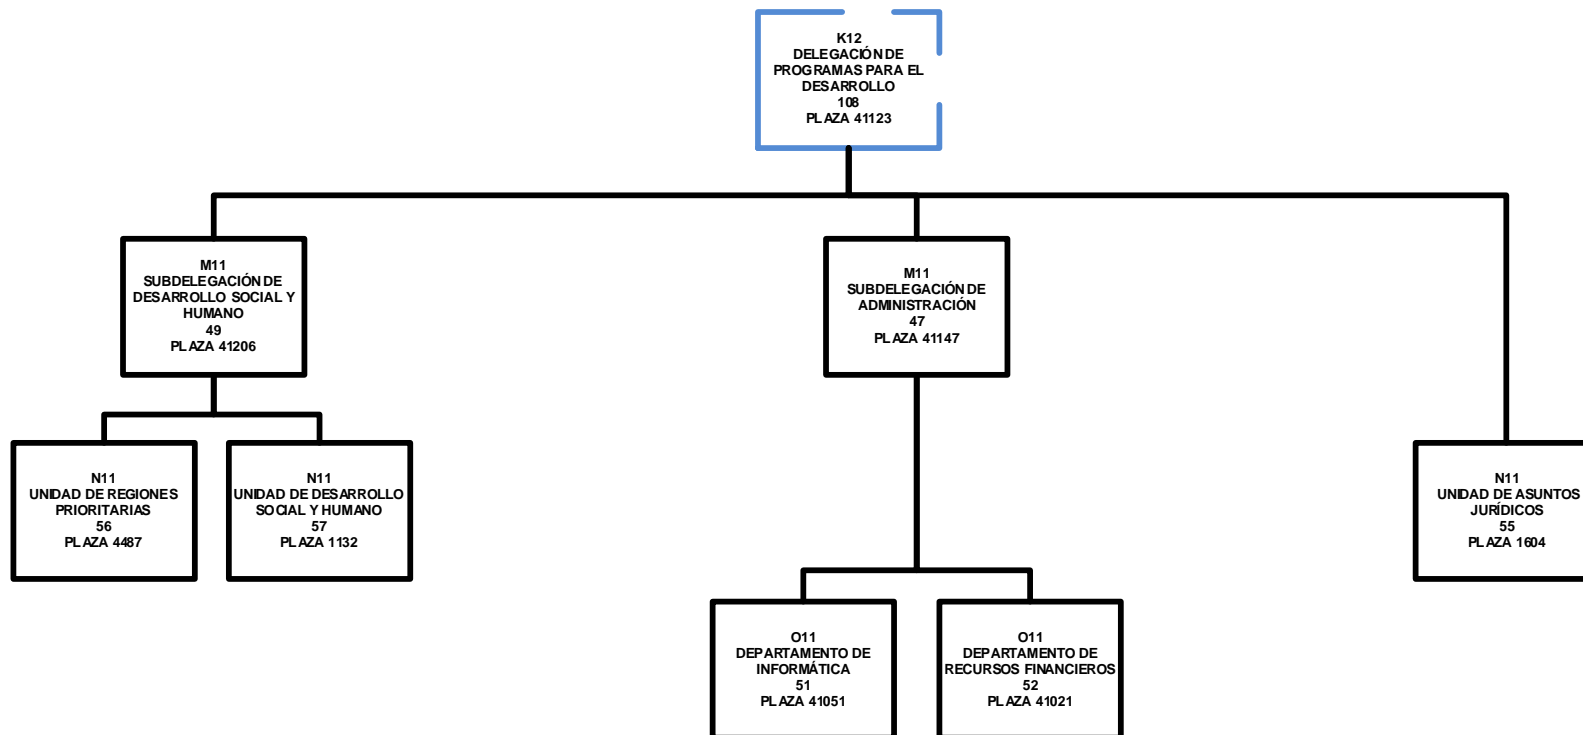 K12
DELEGACIÓN DE
PROGRAMAS PARA EL
DESARROLLO
108
PLAZA 41123
M11
SUBDELEGACIÓN DE
DESARROLLO SOCIAL Y
HUMANO
49
PLAZA 41206
M11
SUBDELEGACIÓN DE
ADMINISTRACIÓN
47
PLAZA 41147
N11
UNIDAD DE REGIONES
PRIORITARIAS
56
PLAZA 4487
N11
UNIDAD DE DESARROLLO
SOCIAL Y HUMANO
57
PLAZA 1132
N11
UNIDAD DE ASUNTOS
JURÍDICOS
55
PLAZA 1604
O11
DEPARTAMENTO DE
INFORMÁTICA
51
PLAZA 41051
O11
DEPARTAMENTO DE
RECURSOS FINANCIEROS
52
PLAZA 41021